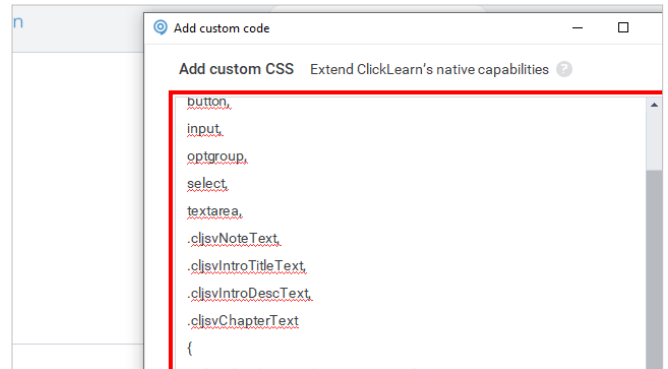 n
Add custom code
Add custom CSS Extend ClickLearn's native capabilities ?
button,
input,
optgroup,
select,
textarea,
.cljsvNoteText,
.cljsvIntroTitleText,
.cljsvIntroDescText,
.cljsvChapterText
{